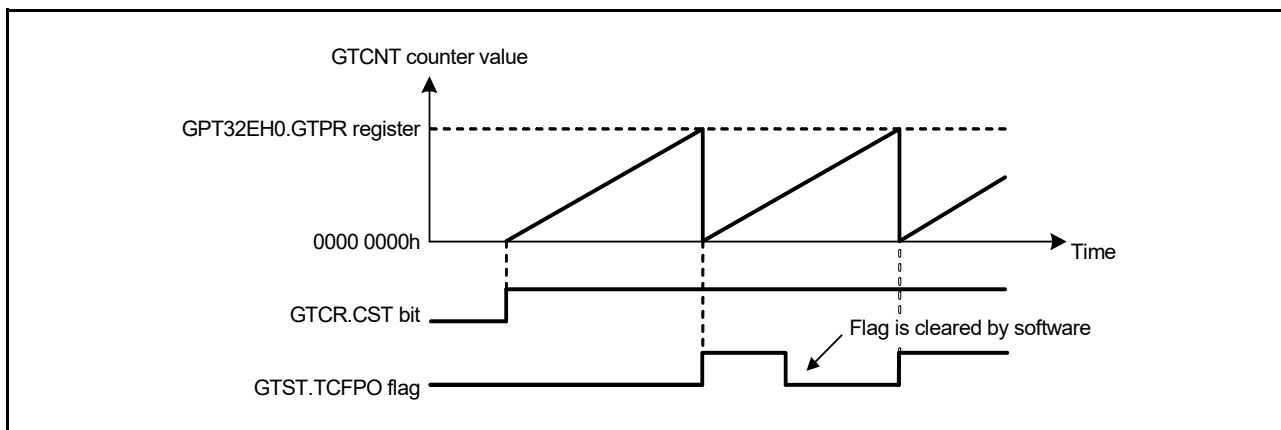 GTCNT counter value
GPT32EH0.GTPR register
0000 0000h
Time
GTCR.CST bit
Flag is cleared by software
GTST.TCFPO flag